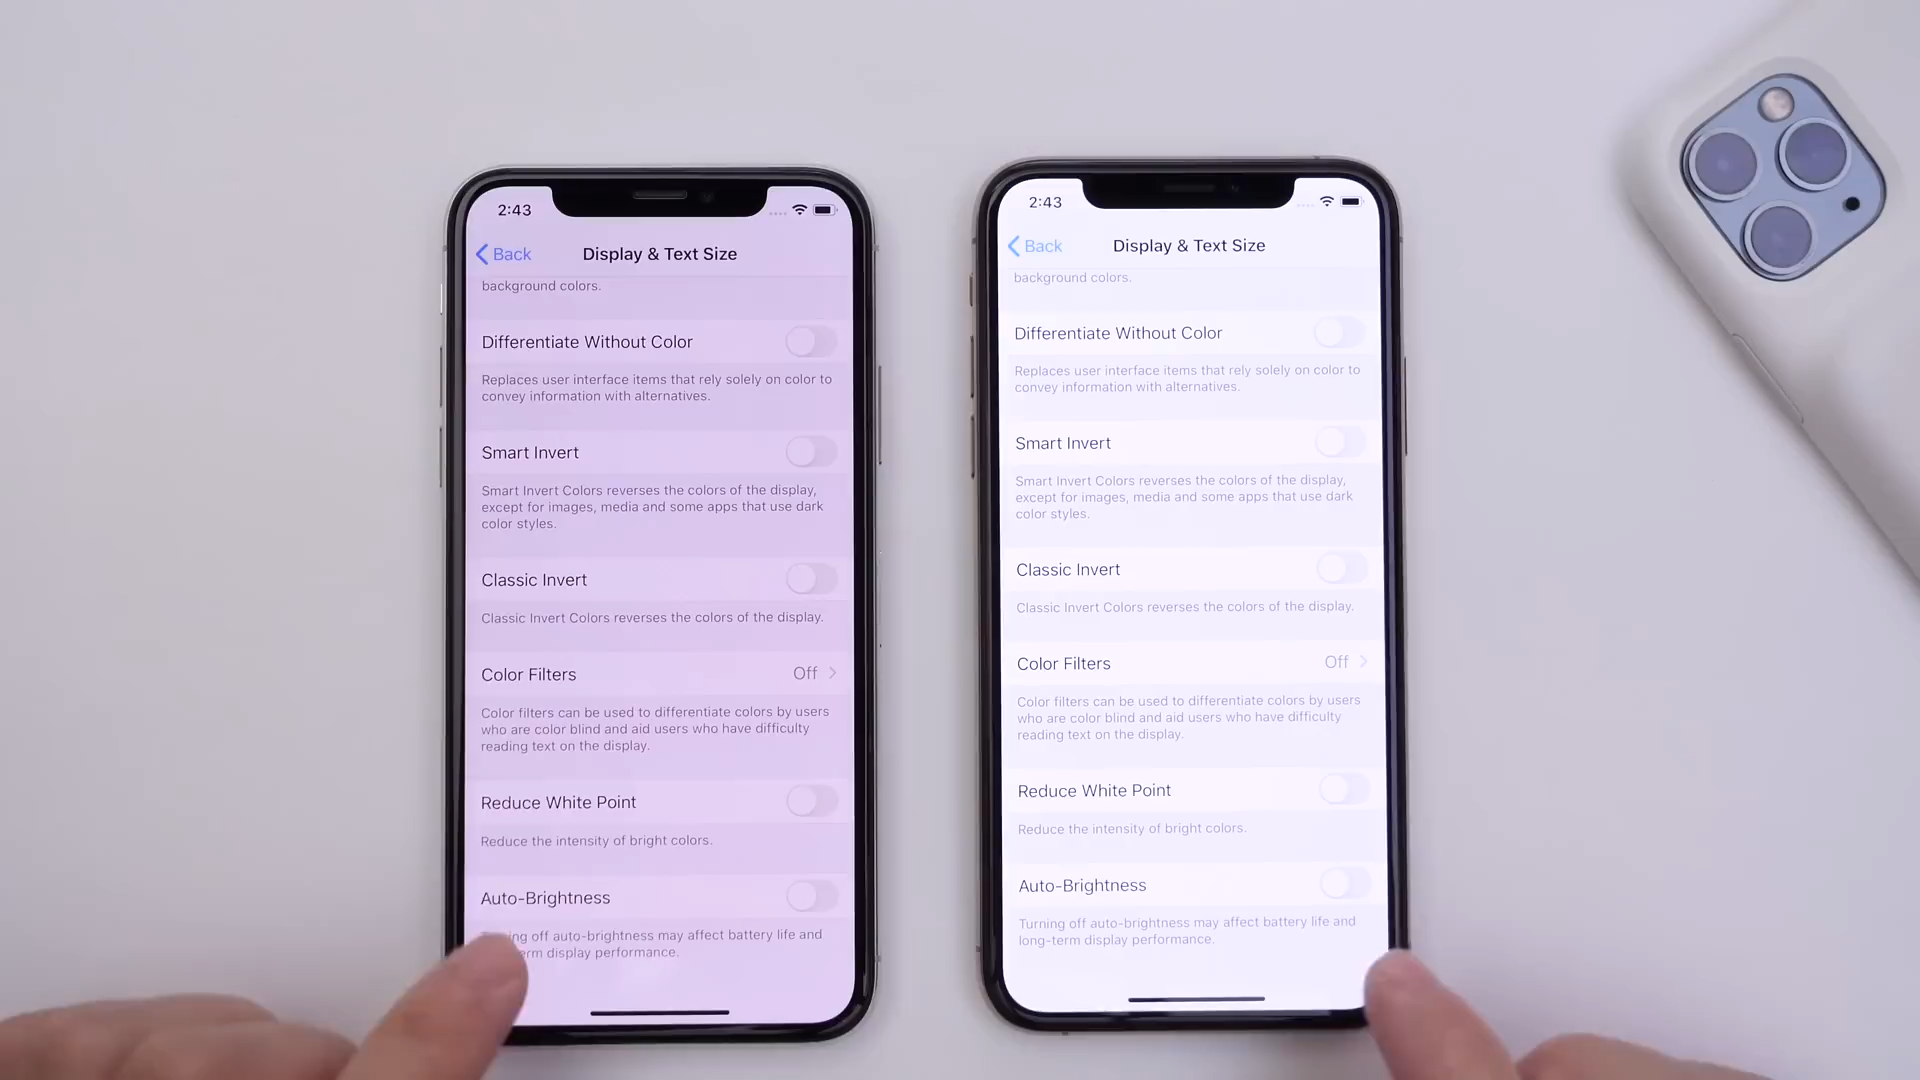 2:43
Back
Display & Text Size
background colors.
Differentiate Without Color
Replaces user interface items that rely solely on color to
convey information with alternatives.
Smart Invert
Smart Invert Colors reverses the colors of the display,
except for images, media and some apps that use dark
color styles.
Classic Invert
Classic Invert Colors reverses the colors of the display.
Color Filters
Off
Color filters can be used to differentiate colors by users
who are color blind and aid users who have difficulty
reading text on the display.
Reduce White Point
Reduce the intensity of bright colors.
Auto-Brightness
off auto-brightness may affect battery life and
display performance.
2:43
Back
Display & Text Size
background colors.
Differentiate Without Color
Replaces user interface items that rely solely on color to
convey information with alternatives.
Smart Invert
Smart Invert Colors reverses the colors of the display,
except for images, media and some apps that use dark
color styles.
Classic Invert
Classic Invert Colors reverses the colors of the display.
Color Filters
Off
Color filters can be used to differentiate colors by users
who are color blind and aid users who have difficulty
reading text on the display.
Reduce White Point
Reduce the intensity of bright colors.
Auto-Brightness
Turning off auto-brightness may affect battery life and
long-term display performance.